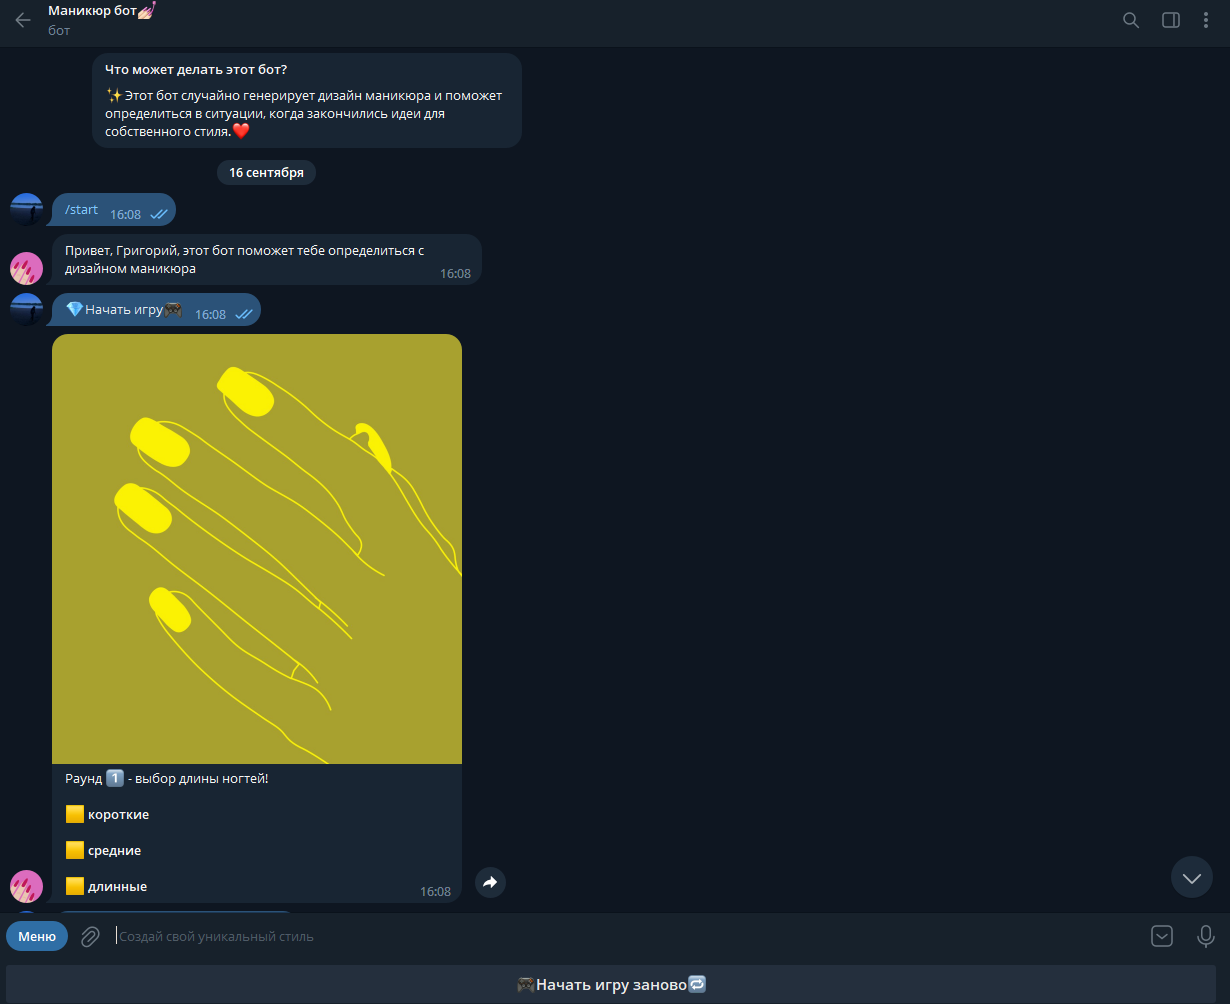 Маникюр бот💅🏻
бот
Что может делать этот бот?
✨Этот бот случайно генерирует дизайн маникюра и поможет
определиться в ситуации, когда закончились идеи для
собственного стиля.❤️
16 сентября
/start 16:08
Привет, Григорий, этот бот поможет тебе определиться с
дизайном маникюра 16:08
💎Начать игру🎮 16:08
Раунд 1️⃣ - выбор длины ногтей!
🟨 короткие
🟨 средние
🟨 длинные 16:08
Меню Создай свой уникальный стиль
🎮Начать игру заново🔁